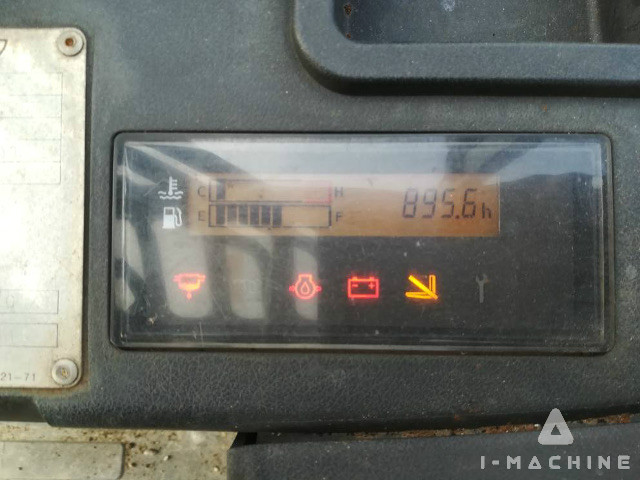 C H 895.6h
E F
21-71
I-MACHINE